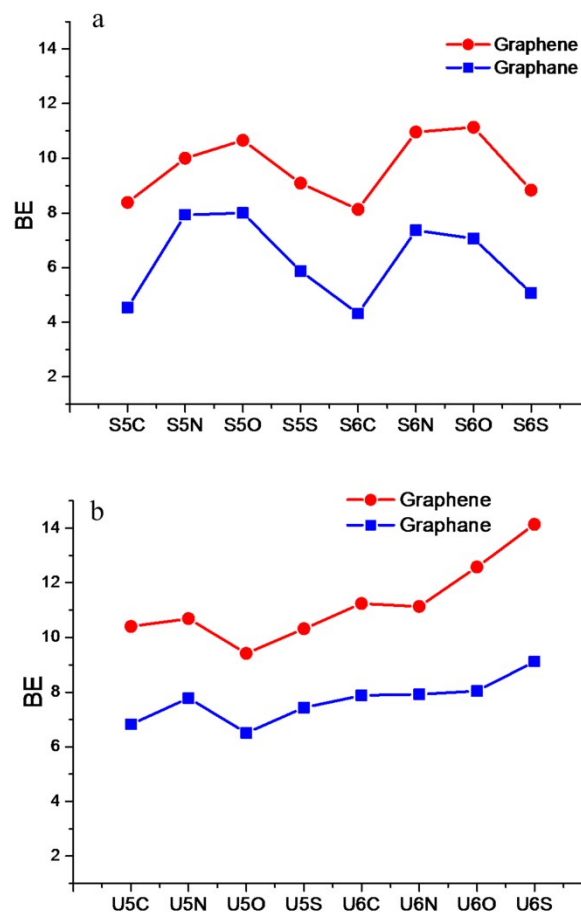 a
Graphene
Graphane
14
12
10
8
6
4
2
BE
S5C S5N S5O S5S S6C S6N S6O S6S
b
Graphene
Graphane
14
12
10
8
6
4
2
BE
U5C U5N U5O U5S U6C U6N U6O U6S